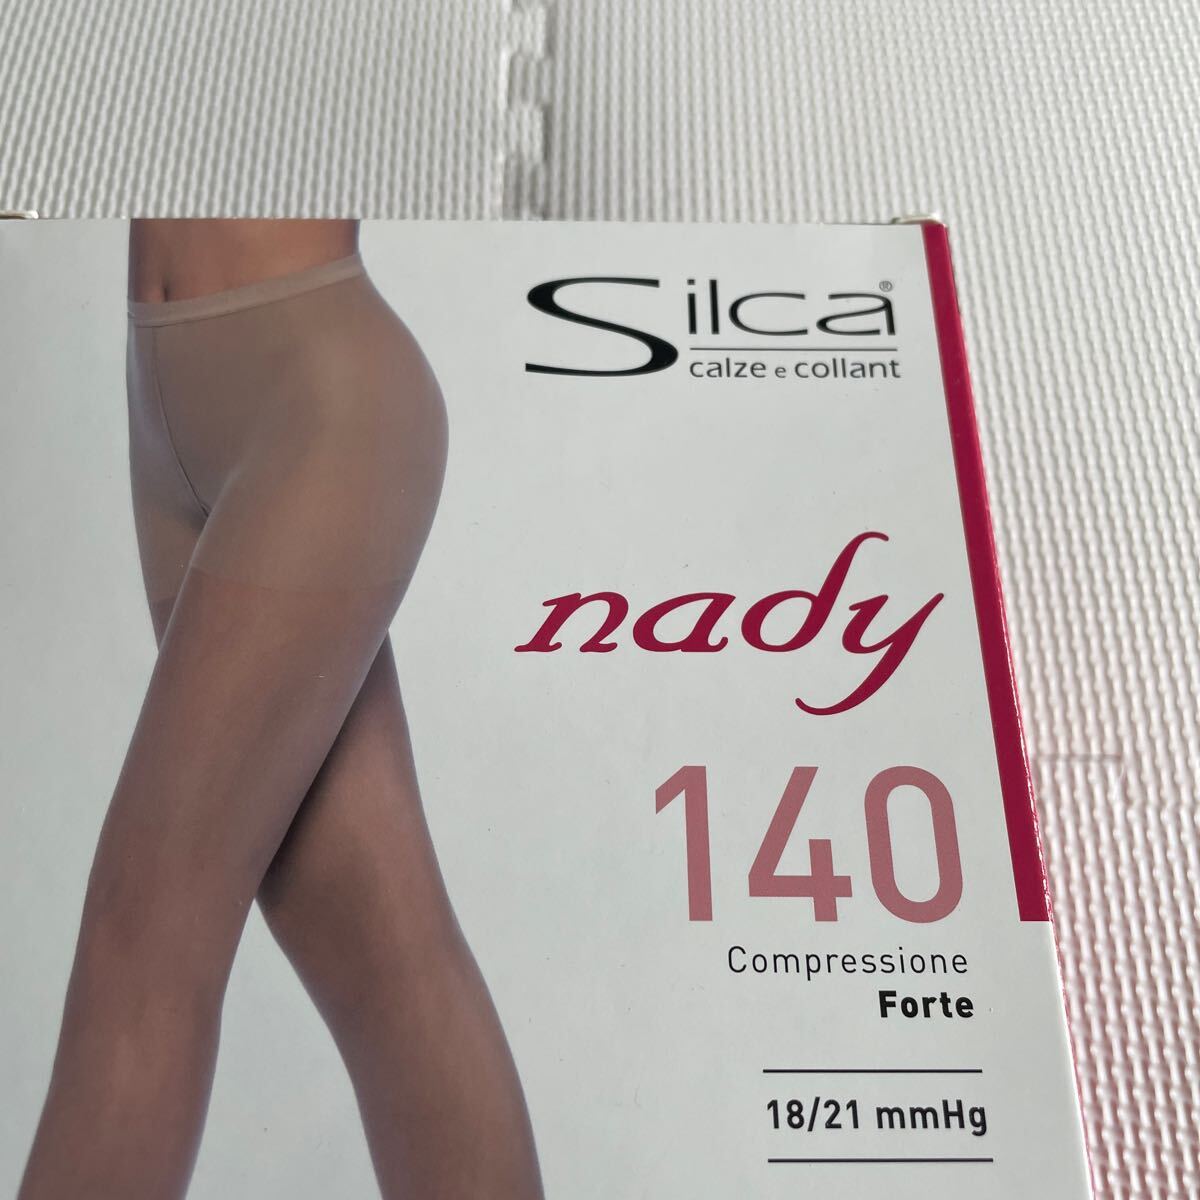 Silca®
calze e collant
nady
140
Compressione
Forte
18/21 mmHg